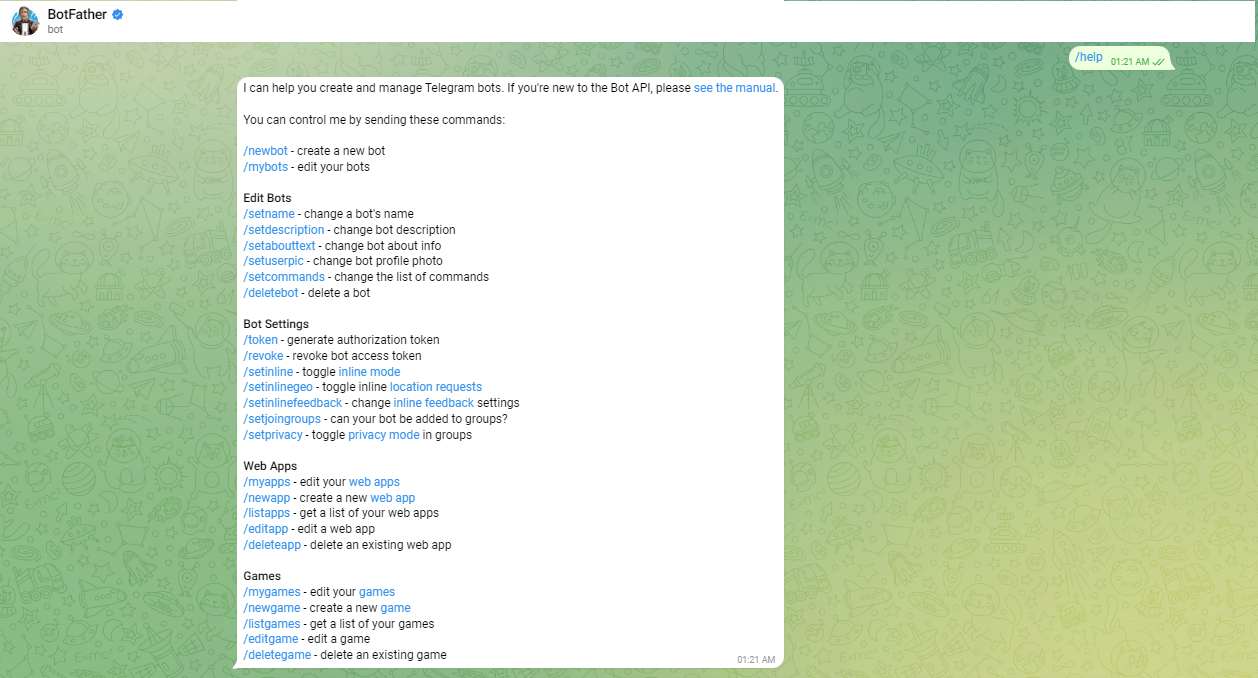 BotFather
bot
/help 01:21 AM
I can help you create and manage Telegram bots. If you're new to the Bot API, please see the manual.
You can control me by sending these commands:
/newbot - create a new bot
/mybots - edit your bots
Edit Bots
/setname - change a bot's name
/setdescription - change bot description
/setabouttext - change bot about info
/setuserpic - change bot profile photo
/setcommands - change the list of commands
/deletebot - delete a bot
Bot Settings
/token - generate authorization token
/revoke - revoke bot access token
/setinline - toggle inline mode
/setinlinegeo - toggle inline location requests
/setinlinefeedback - change inline feedback settings
/setjoingroups - can your bot be added to groups?
/setprivacy - toggle privacy mode in groups
Web Apps
/myapps - edit your web apps
/newapp - create a new web app
/listapps - get a list of your web apps
/editapp - edit a web app
/deleteapp - delete an existing web app
Games
/mygames - edit your games
/newgame - create a new game
/listgames - get a list of your games
/editgame - edit a game
/deletegame - delete an existing game
01:21 AM